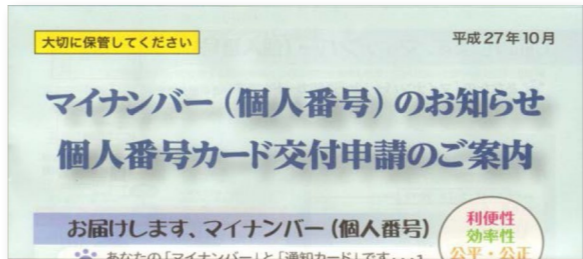 大切に保管してください
平成27年10月
マイナンバー（個人番号）のお知らせ
個人番号カード交付申請のご案内
お届けします、マイナンバー（個人番号）
利便性
効率性
公平・公正
あなたの「マイナンバー」と「通知カード」です